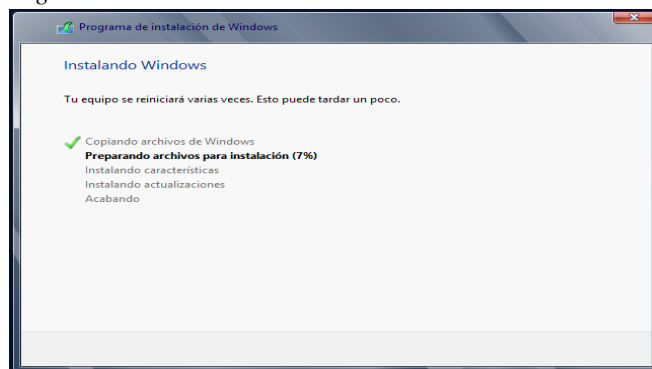 Programa de instalación de Windows
Instalando Windows
Tu equipo se reiniciará varias veces. Esto puede tardar un poco.
Copiando archivos de Windows
Preparando archivos para instalación (7%)
Instalando características
Instalando actualizaciones
Acabando